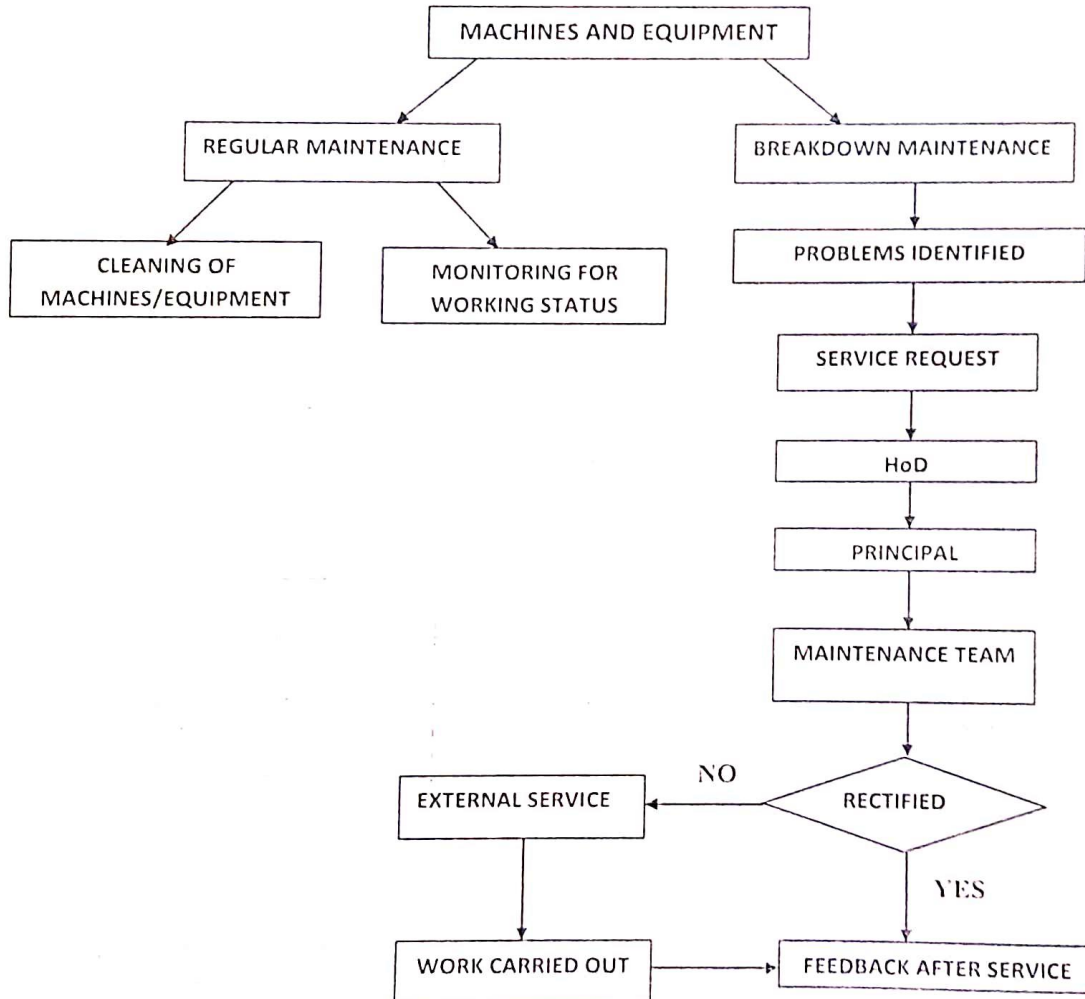 MACHINES AND EQUIPMENT
REGULAR MAINTENANCE
BREAKDOWN MAINTENANCE
CLEANING OF
MACHINES/EQUIPMENT
MONITORING FOR
WORKING STATUS
PROBLEMS IDENTIFIED
SERVICE REQUEST
HoD
PRINCIPAL
MAINTENANCE TEAM
RECTIFIED
NO
EXTERNAL SERVICE
YES
WORK CARRIED OUT
FEEDBACK AFTER SERVICE